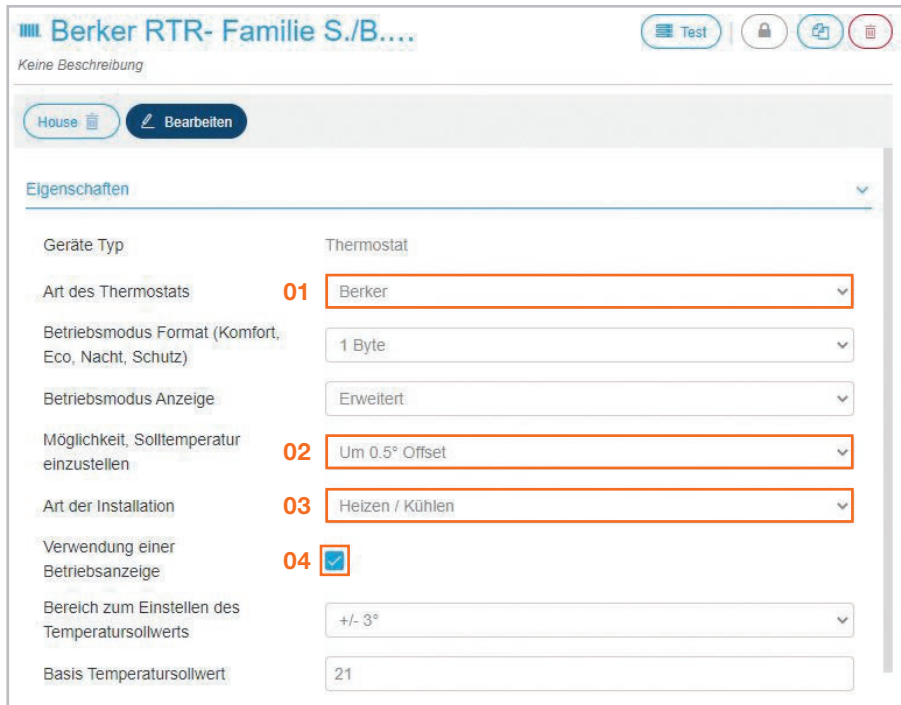 Berker RTR- Familie S./B....
Test
Keine Beschreibung
House
Bearbeiten
Eigenschaften
Geräte Typ Thermostat
Art des Thermostats 01 Berker
Betriebsmodus Format (Komfort,
Eco, Nacht, Schutz) 1 Byte
Betriebsmodus Anzeige Erweitert
Möglichkeit, Solltemperatur
einzustellen 02 Um 0.5° Offset
Art der Installation 03 Heizen / Kühlen
Verwendung einer
Betriebsanzeige 04
Bereich zum Einstellen des
Temperatursollwerts +/- 3°
Basis Temperatursollwert 21